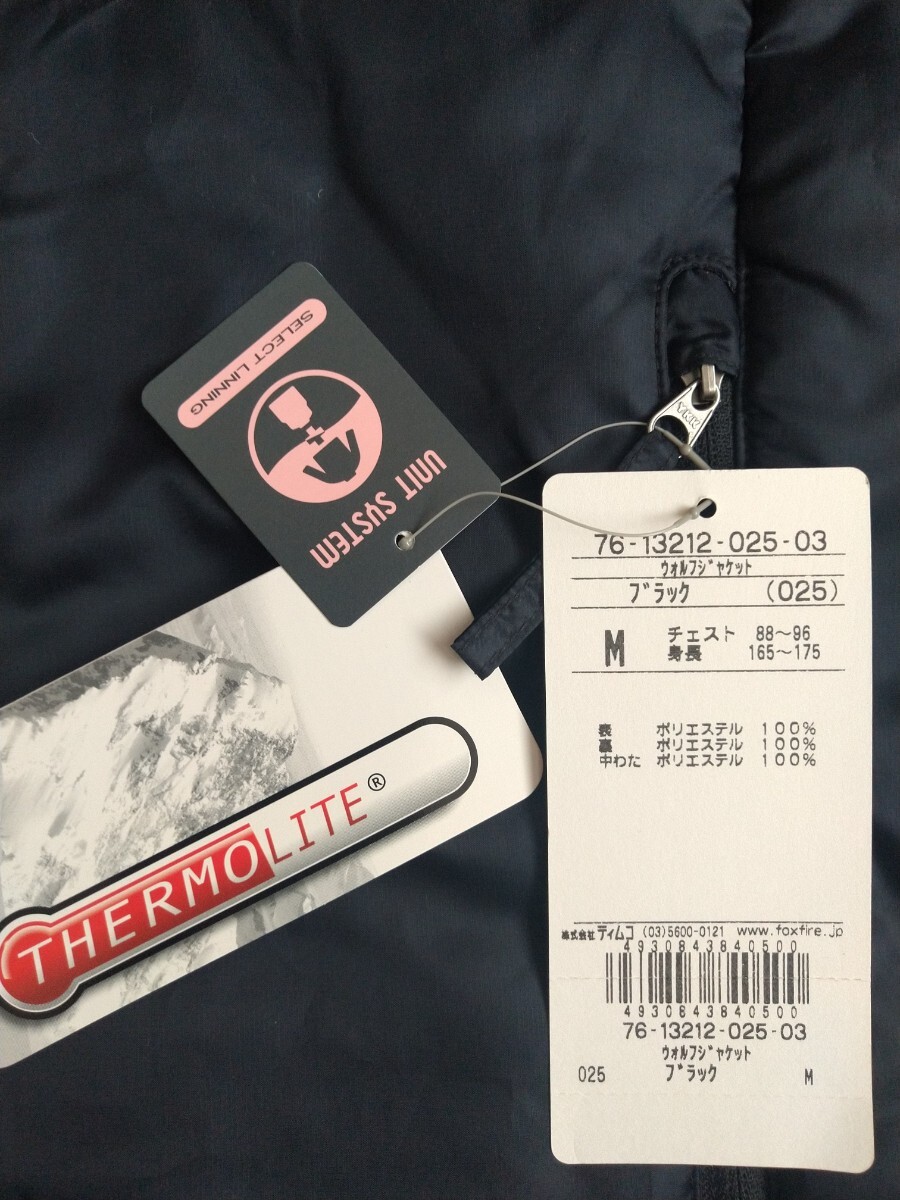 SELECT LINNING
UNIT SYSTEM
YKK
THERMOLITE®
76-13212-025-03
ウォルフジャケット
ブラック (025)
M チェスト 88～96
身長 165～175
表 ポリエステル 100%
裏 ポリエステル 100%
中わた ポリエステル 100%
株式会社 ティムコ (03)5600-0121 www.foxfire.jp
4930843840500
4930843840500
76-13212-025-03
ウォルフジャケット
025 ブラック M